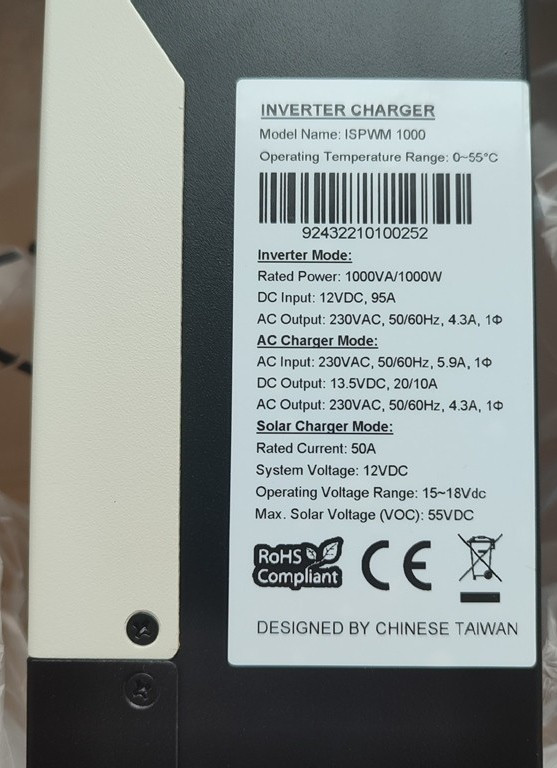 INVERTER CHARGER
Model Name: ISPWM 1000
Operating Temperature Range: 0~55°C
92432210100252
Inverter Mode:
Rated Power: 1000VA/1000W
DC Input: 12VDC, 95A
AC Output: 230VAC, 50/60Hz, 4.3A, 1Φ
AC Charger Mode:
AC Input: 230VAC, 50/60Hz, 5.9A, 1Φ
DC Output: 13.5VDC, 20/10A
AC Output: 230VAC, 50/60Hz, 4.3A, 1Φ
Solar Charger Mode:
Rated Current: 50A
System Voltage: 12VDC
Operating Voltage Range: 15~18Vdc
Max. Solar Voltage (VOC): 55VDC
RoHS
Compliant
CE
DESIGNED BY CHINESE TAIWAN